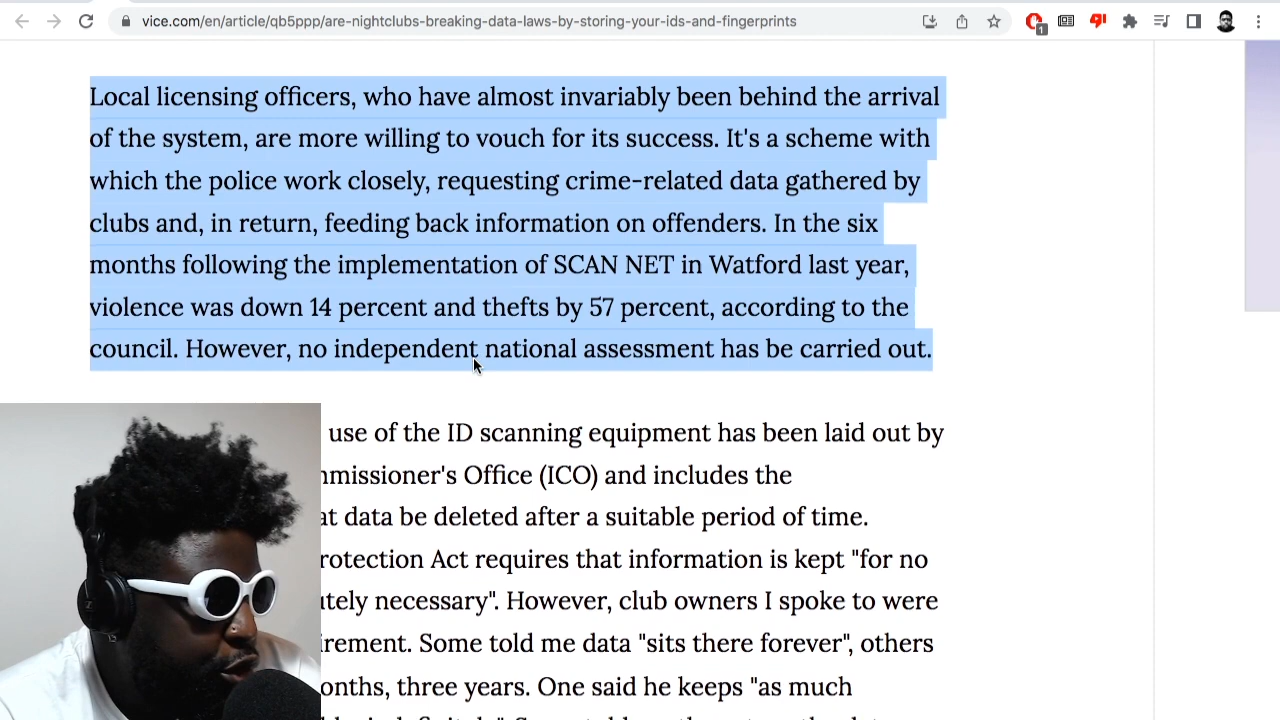 vice.com/en/article/qb5ppp/are-nightclubs-breaking-data-laws-by-storing-your-ids-and-fingerprints
1
Local licensing officers, who have almost invariably been behind the arrival
of the system, are more willing to vouch for its success. It's a scheme with
which the police work closely, requesting crime-related data gathered by
clubs and, in return, feeding back information on offenders. In the six
months following the implementation of SCAN NET in Watford last year,
violence was down 14 percent and thefts by 57 percent, according to the
council. However, no independent national assessment has be carried out.
use of the ID scanning equipment has been laid out by
mmissioner's Office (ICO) and includes the
at data be deleted after a suitable period of time.
rotection Act requires that information is kept "for no
utely necessary". However, club owners I spoke to were
irement. Some told me data "sits there forever", others
onths, three years. One said he keeps "as much